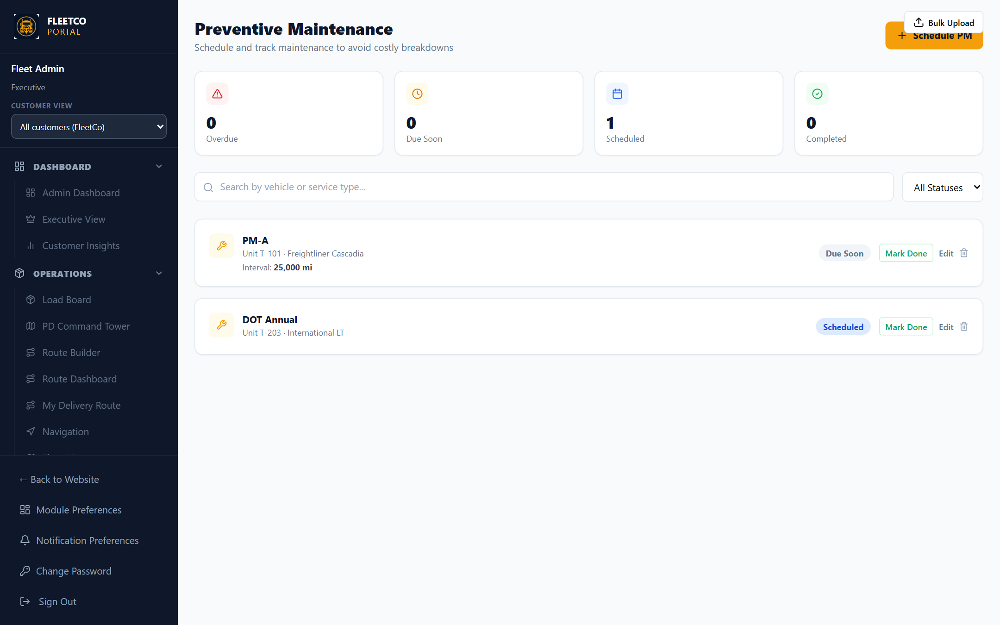 FLEETCO
PORTAL
Fleet Admin
Executive
CUSTOMER VIEW
All customers (FleetCo)
DASHBOARD
Admin Dashboard
Executive View
Customer Insights
OPERATIONS
Load Board
PD Command Tower
Route Builder
Route Dashboard
My Delivery Route
Navigation
← Back to Website
Module Preferences
Notification Preferences
Change Password
Sign Out
Preventive Maintenance
Schedule and track maintenance to avoid costly breakdowns
Bulk Upload
+ Schedule PM
0
Overdue
0
Due Soon
1
Scheduled
0
Completed
Search by vehicle or service type...
All Statuses
PM-A
Unit T-101 · Freightliner Cascadia
Interval: 25,000 mi
Due Soon
Mark Done
Edit
DOT Annual
Unit T-203 · International LT
Scheduled
Mark Done
Edit